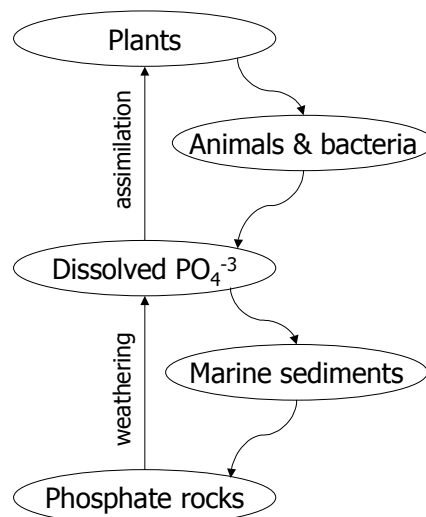 Plants
Animals & bacteria
assimilation
Dissolved PO₄⁻³
Marine sediments
weathering
Phosphate rocks